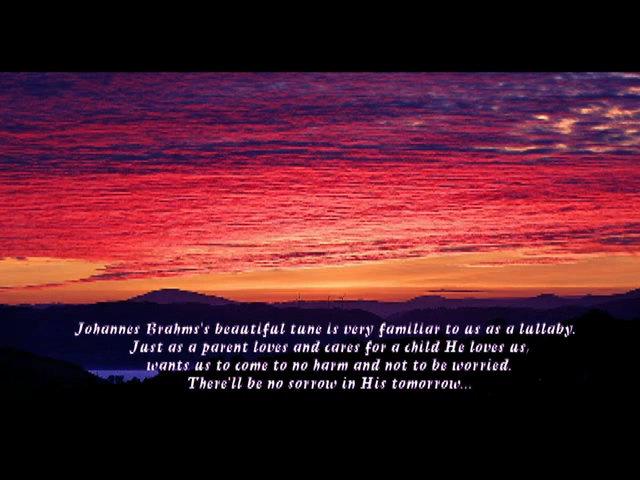 Johannes Brahms's beautiful tune is very familiar to us as a lullaby.
Just as a parent loves and cares for a child He loves us,
wants us to come to no harm and not to be worried.
There'll be no sorrow in His tomorrow...